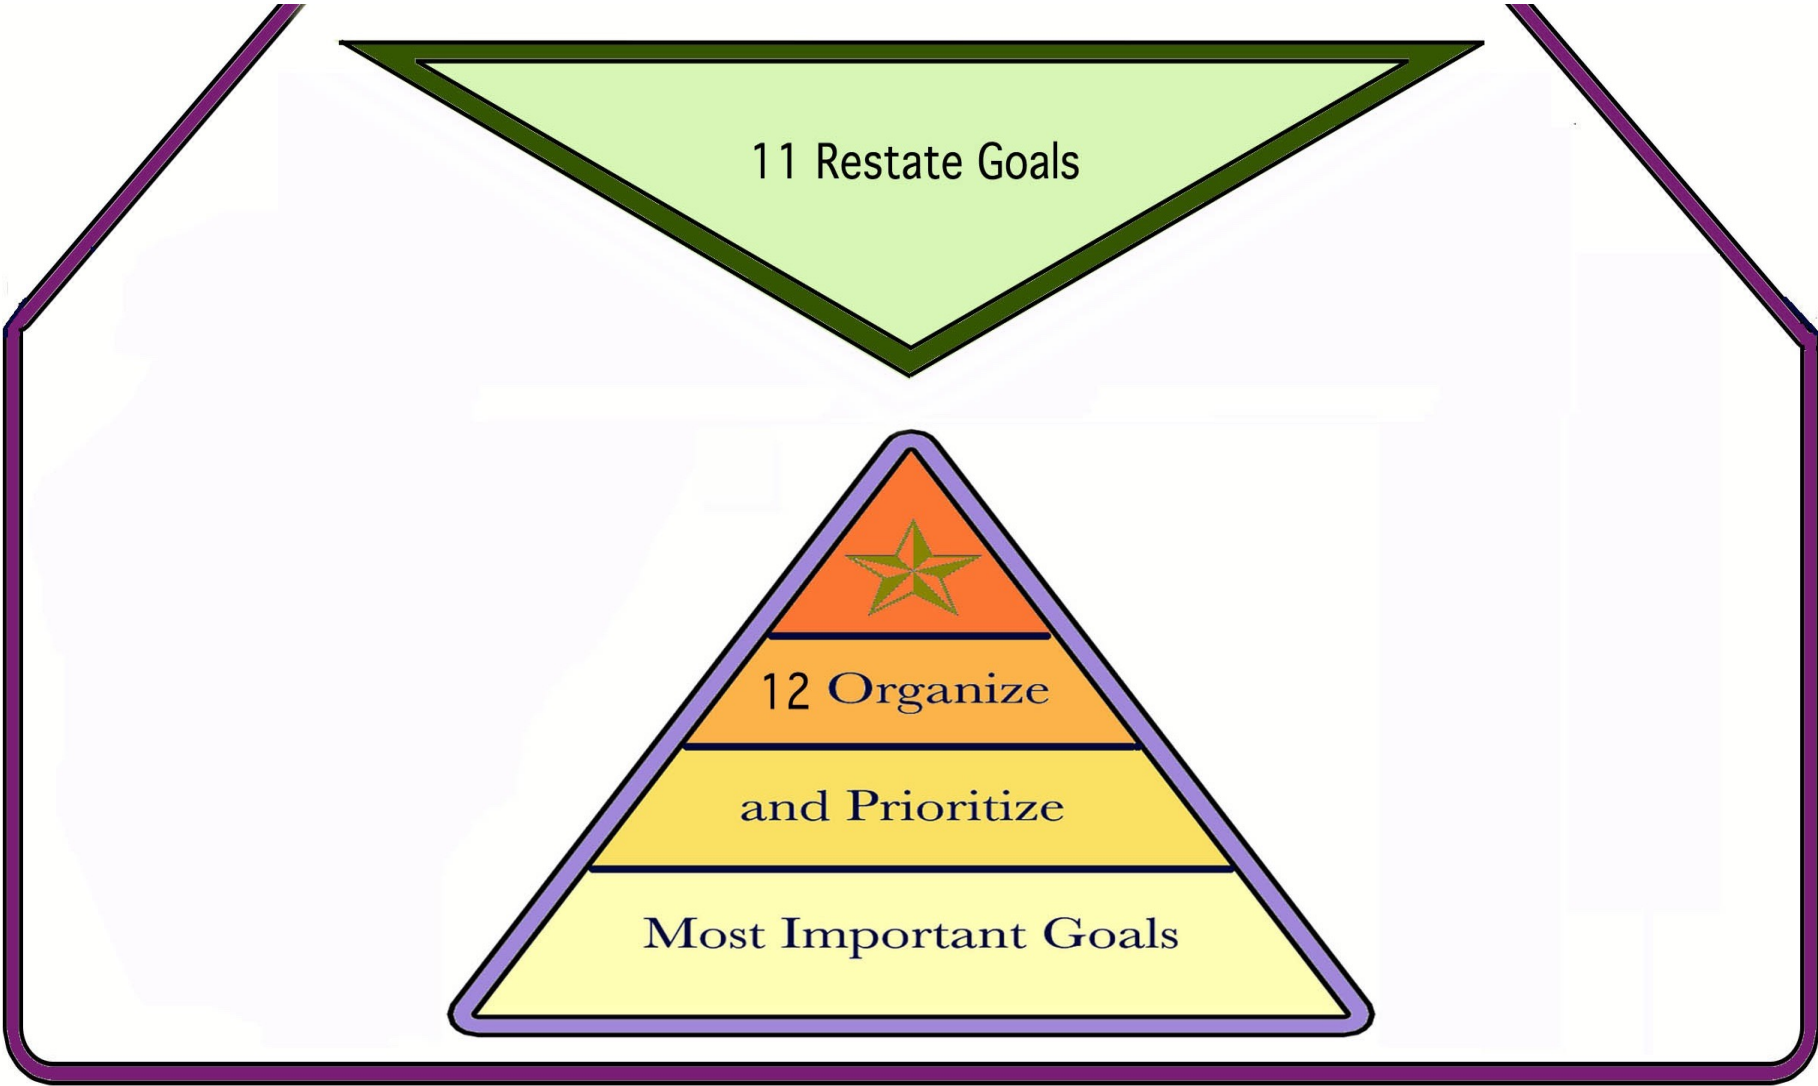 11 Restate Goals
12 Organize
and Prioritize
Most Important Goals